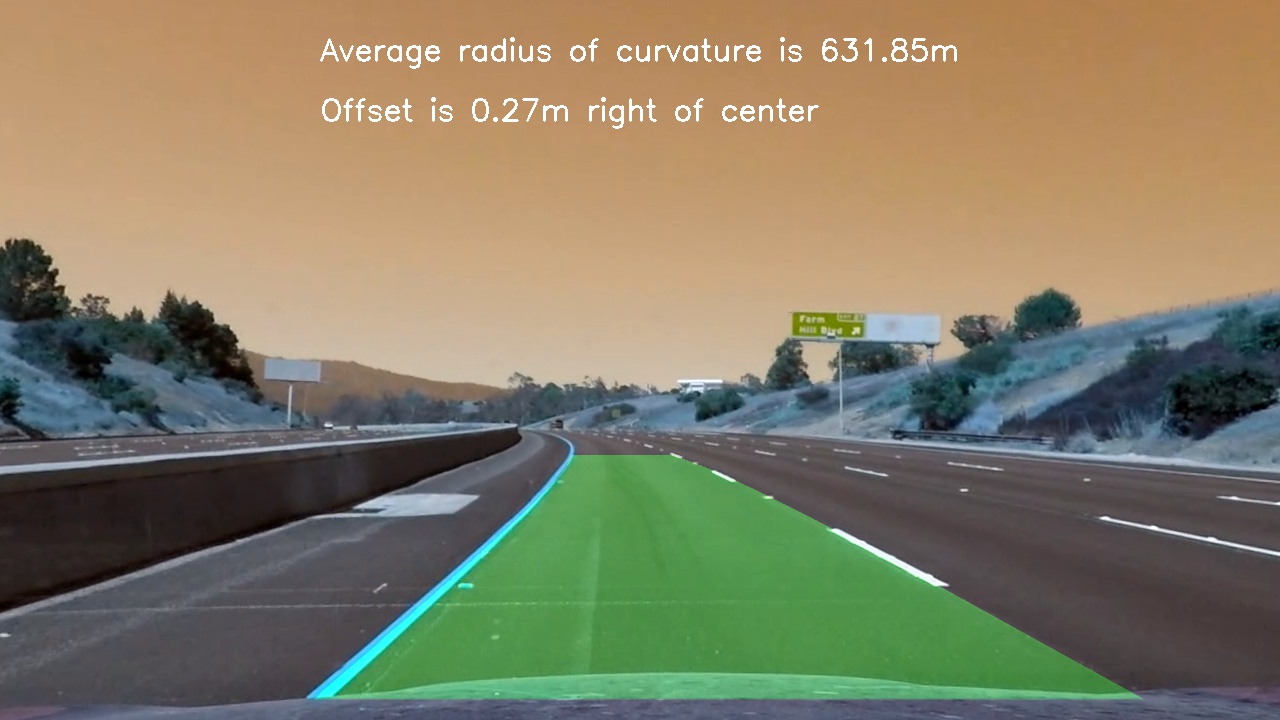 Average radius of curvature is 631.85m
Offset is 0.27m right of center
Farm
Hill Blvd